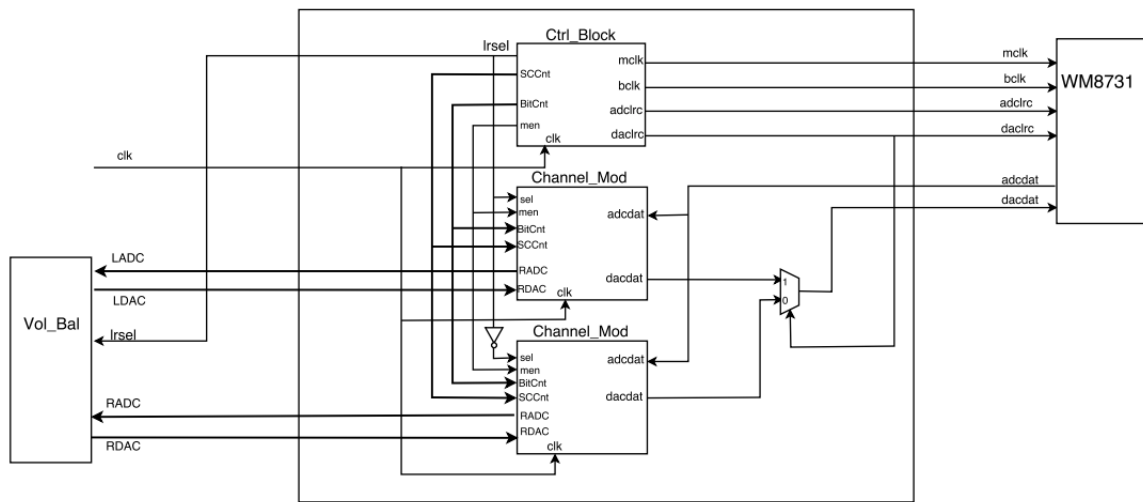 Ctrl_Block
lrsel
mclk
mclk
SCCnt
bclk
bclk
WM8731
BitCnt
adclrc
adclrc
men
daclrc
daclrc
clk
clk
Channel_Mod
adcdat
sel
men
adcdat
dacdat
BitCnt
SCCnt
LADC
RADC
dacdat
1
RDAC
LDAC
clk
0
Vol_Bal
lrsel
Channel_Mod
sel
adcdat
men
BitCnt
SCCnt
dacdat
RADC
RADC
RDAC
RDAC
clk